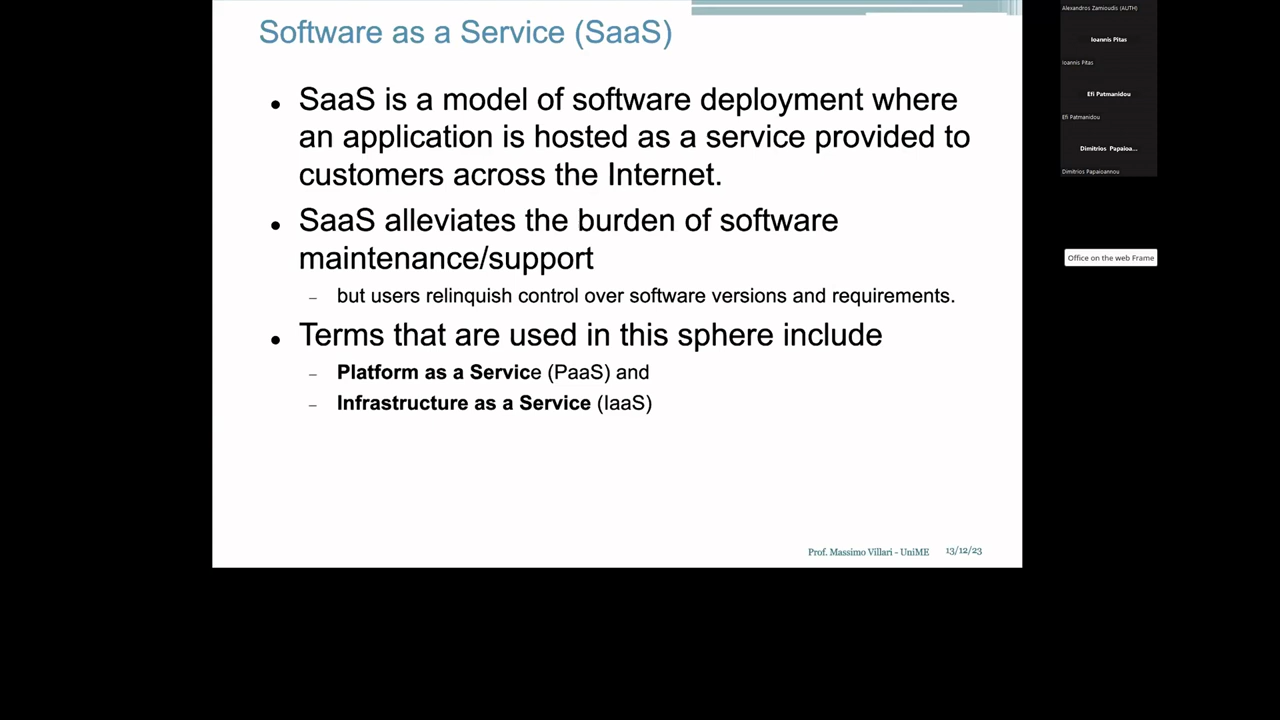 Software as a Service (SaaS)
• SaaS is a model of software deployment where
an application is hosted as a service provided to
customers across the Internet.
• SaaS alleviates the burden of software
maintenance/support
– but users relinquish control over software versions and requirements.
• Terms that are used in this sphere include
– Platform as a Service (PaaS) and
– Infrastructure as a Service (IaaS)
Prof. Massimo Villari - UniME 13/12/23
Alexandros Zamioudis (AUTH)
Ioannis Pitas
Ioannis Pitas
Efi Patmanidou
Efi Patmanidou
Dimitrios Papaioa...
Dimitrios Papaioannou
Office on the web Frame